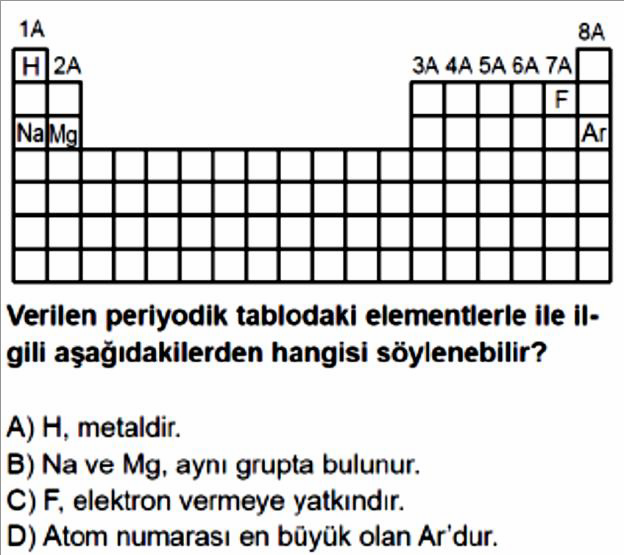 1A 8A
H 2A 3A 4A 5A 6A 7A
F
Na Mg Ar
Verilen periyodik tablodaki elementlerle ile il-
gili aşağıdakilerden hangisi söylenebilir?
A) H, metaldir.
B) Na ve Mg, aynı grupta bulunur.
C) F, elektron vermeye yatkındır.
D) Atom numarası en büyük olan Ar'dur.